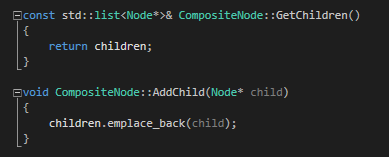 const std::list<Node*>& CompositeNode::GetChildren()
{
    return children;
}
void CompositeNode::AddChild(Node* child)
{
    children.emplace_back(child);
}